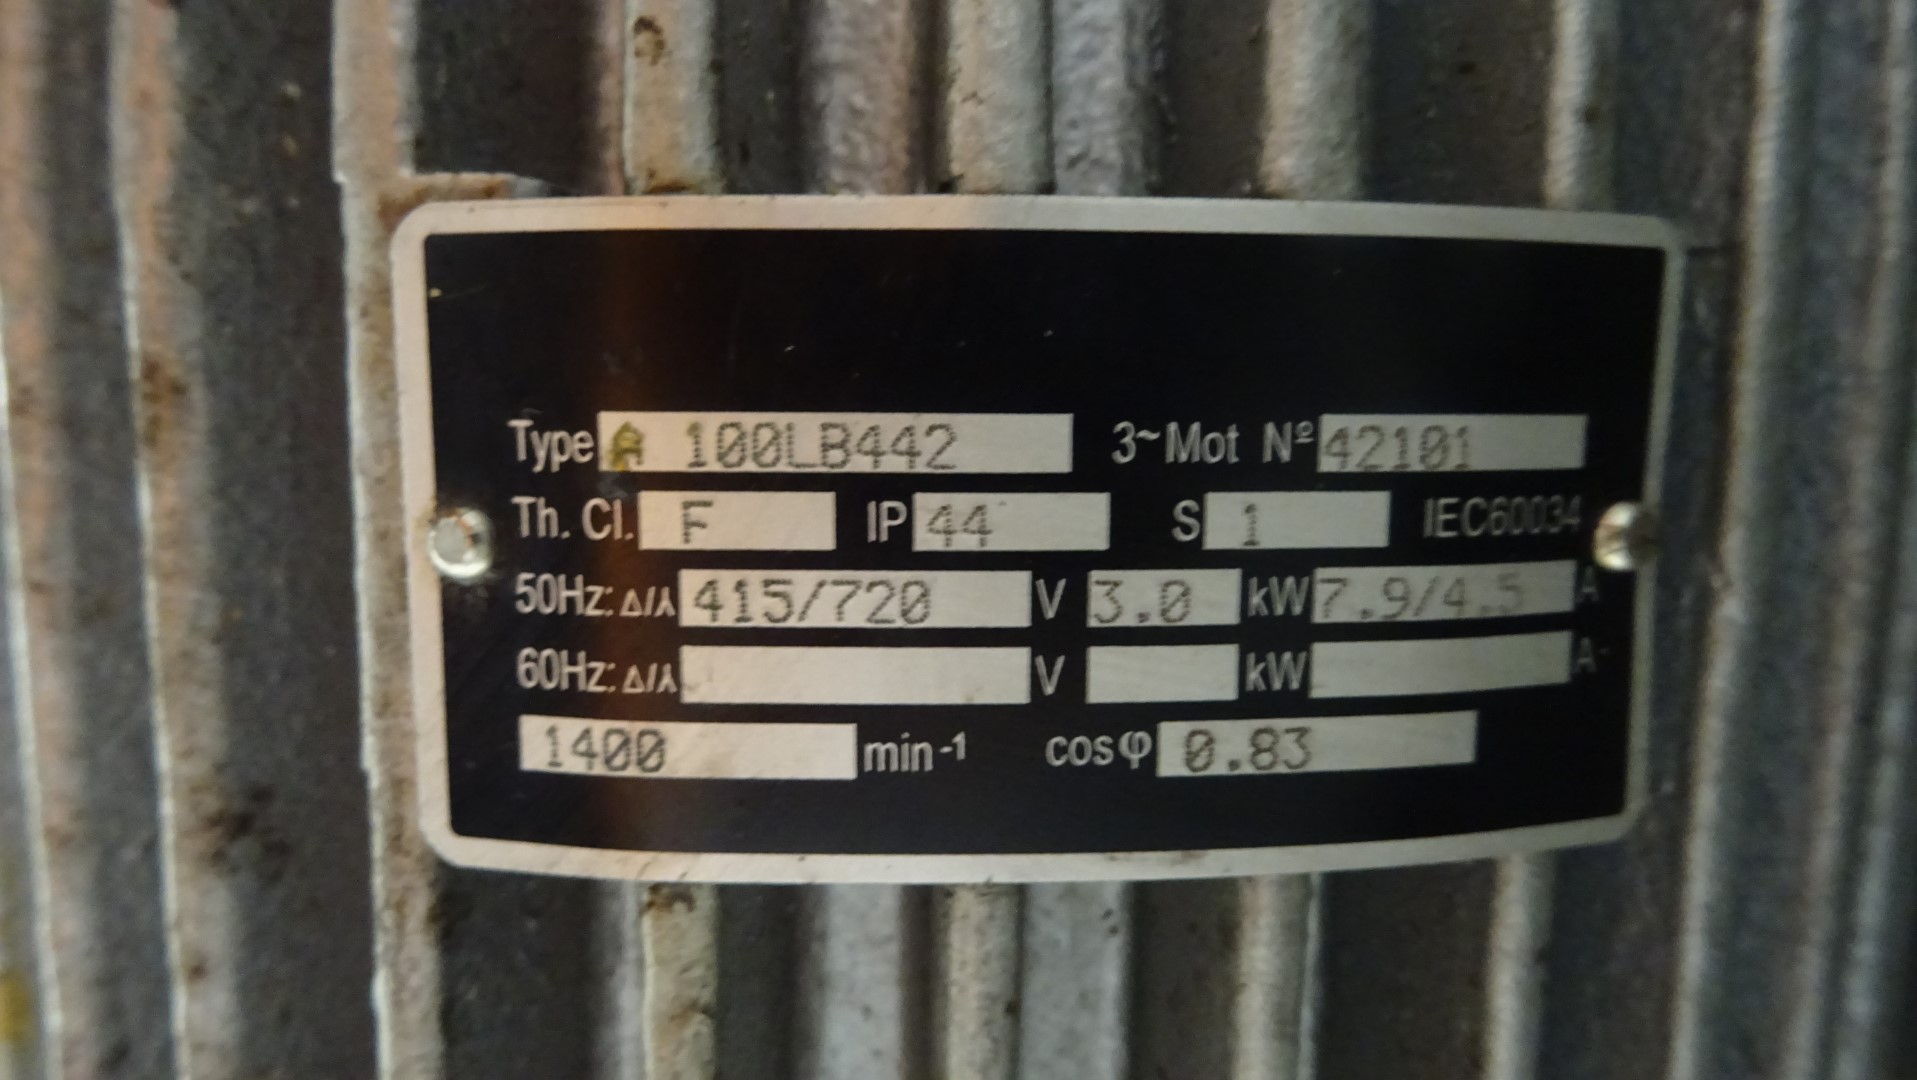 Type A 100LB442 3~Mot Nº 42101
Th. Cl. F IP 44 S 1 IEC60034
50Hz: Δ/⅄ 415/720 V 3.0 kW 7.9/4.5 A
60Hz: Δ/⅄ V kW A
1400 min-1 cosφ 0.83